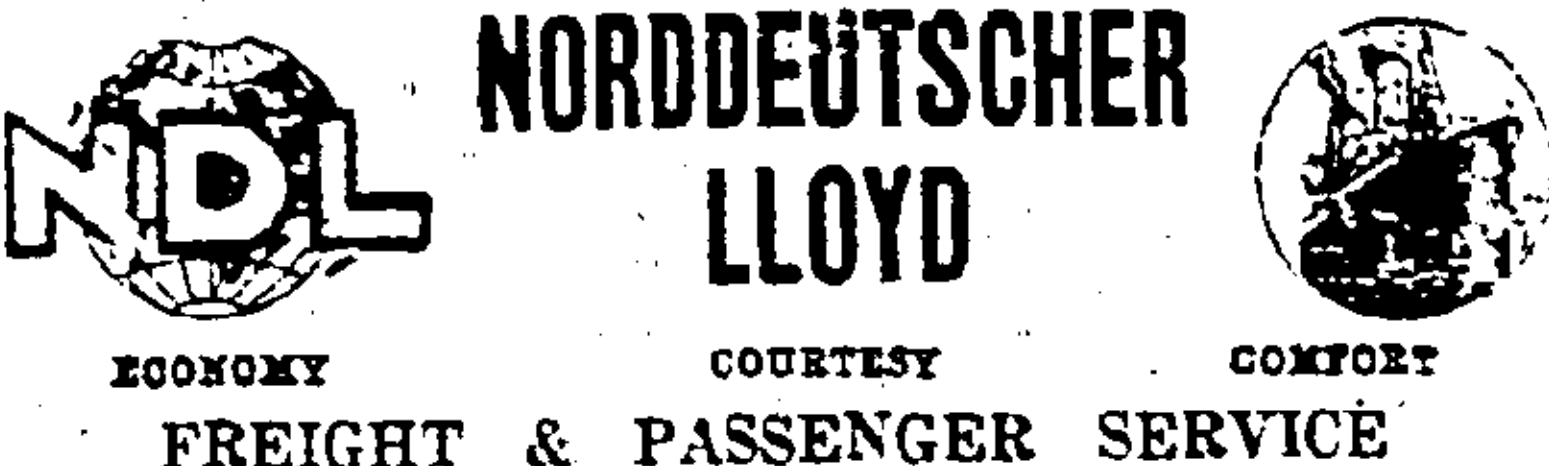 NDL
NORDDEUTSCHER
LLOYD
ECONOMY
COURTESY
COMFORT
FREIGHT & PASSENGER SERVICE